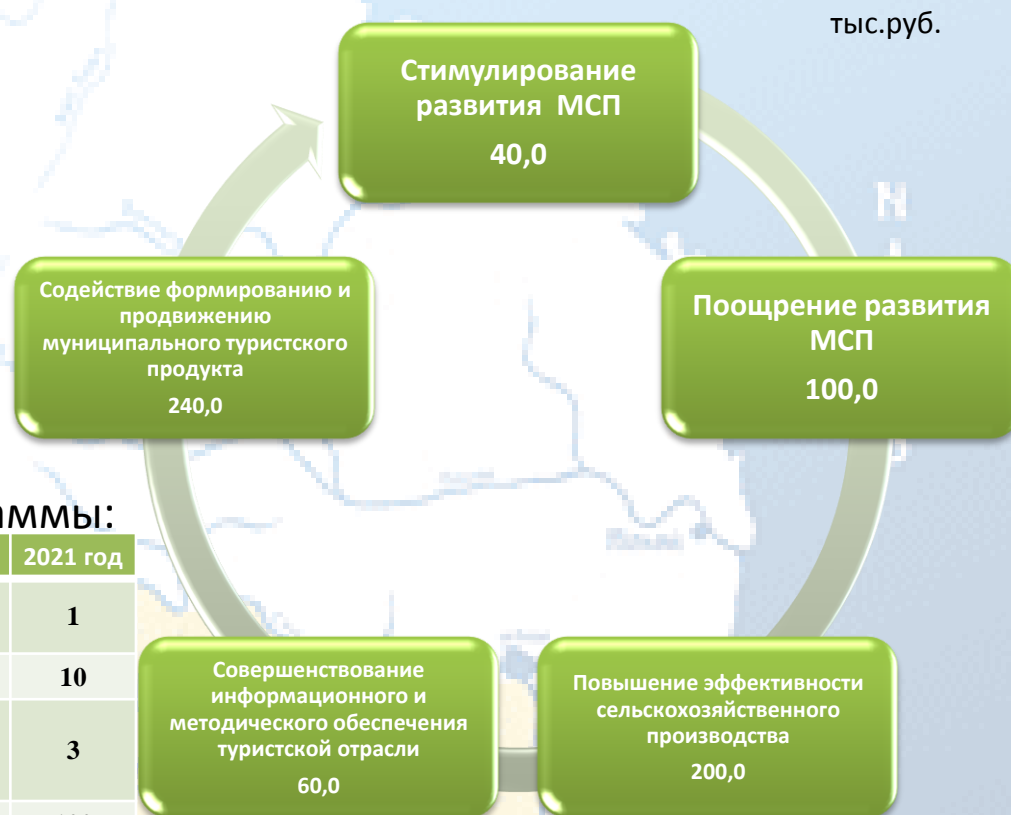 тыс.руб.
Стимулирование
развития МСП
40,0
Содействие формированию и
продвижению
муниципального туристского
продукта
240,0
Поощрение развития
МСП
100,0
аммы:
2021 год
1
10
3
Совершенствование
информационного и
методического обеспечения
туристской отрасли
60,0
Повышение эффективности
сельскохозяйственного
производства
200,0